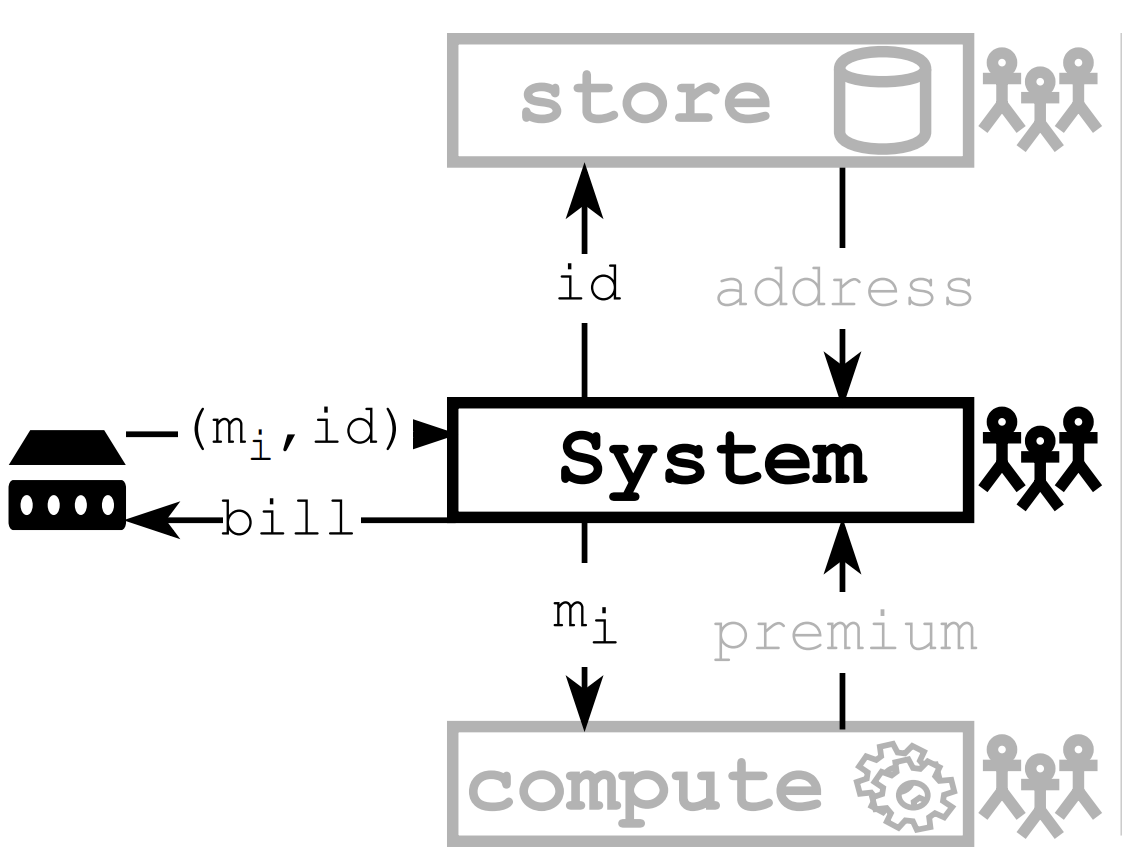 store
id
address
(mᵢ,id)
System
bill
mᵢ
premium
compute